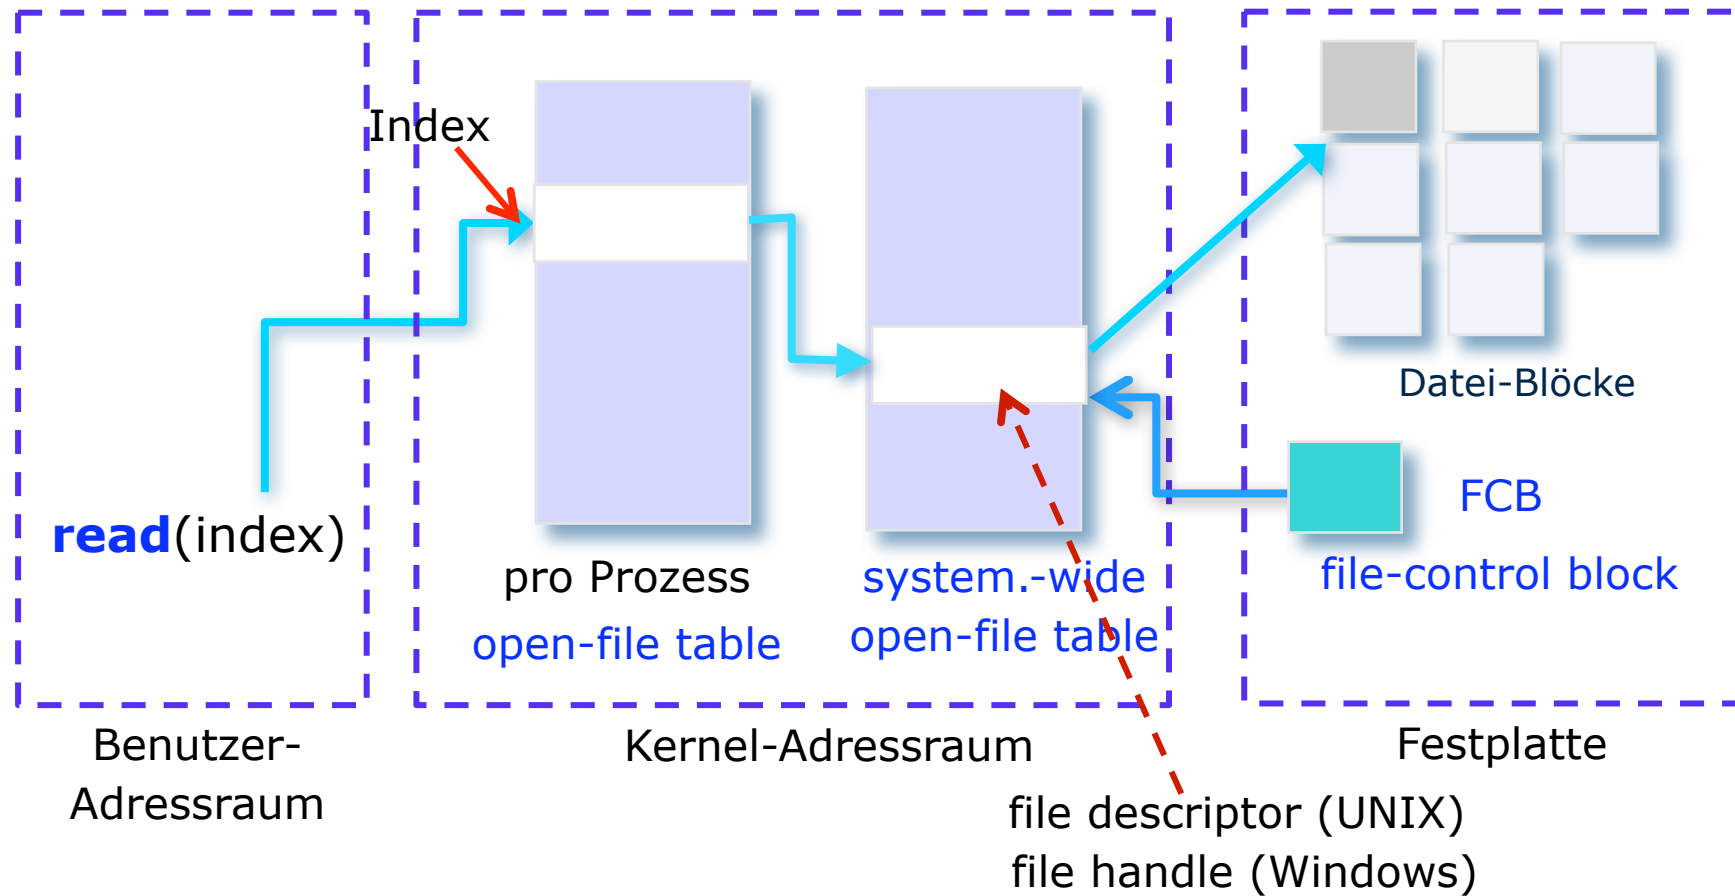 Index
read(index)
pro Prozess
open-file table
system.-wide
open-file table
Datei-Blöcke
FCB
file-control block
Benutzer-
Adressraum
Kernel-Adressraum
Festplatte
file descriptor (UNIX)
file handle (Windows)